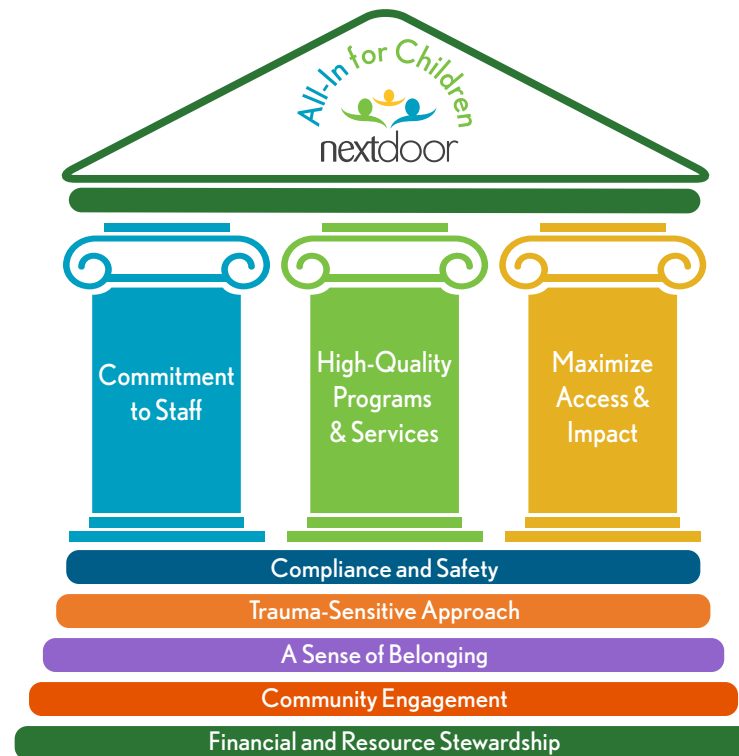 All-In for Children
nextdoor
Commitment
to Staff
High-Quality
Programs
& Services
Maximize
Access &
Impact
Compliance and Safety
Trauma-Sensitive Approach
A Sense of Belonging
Community Engagement
Financial and Resource Stewardship